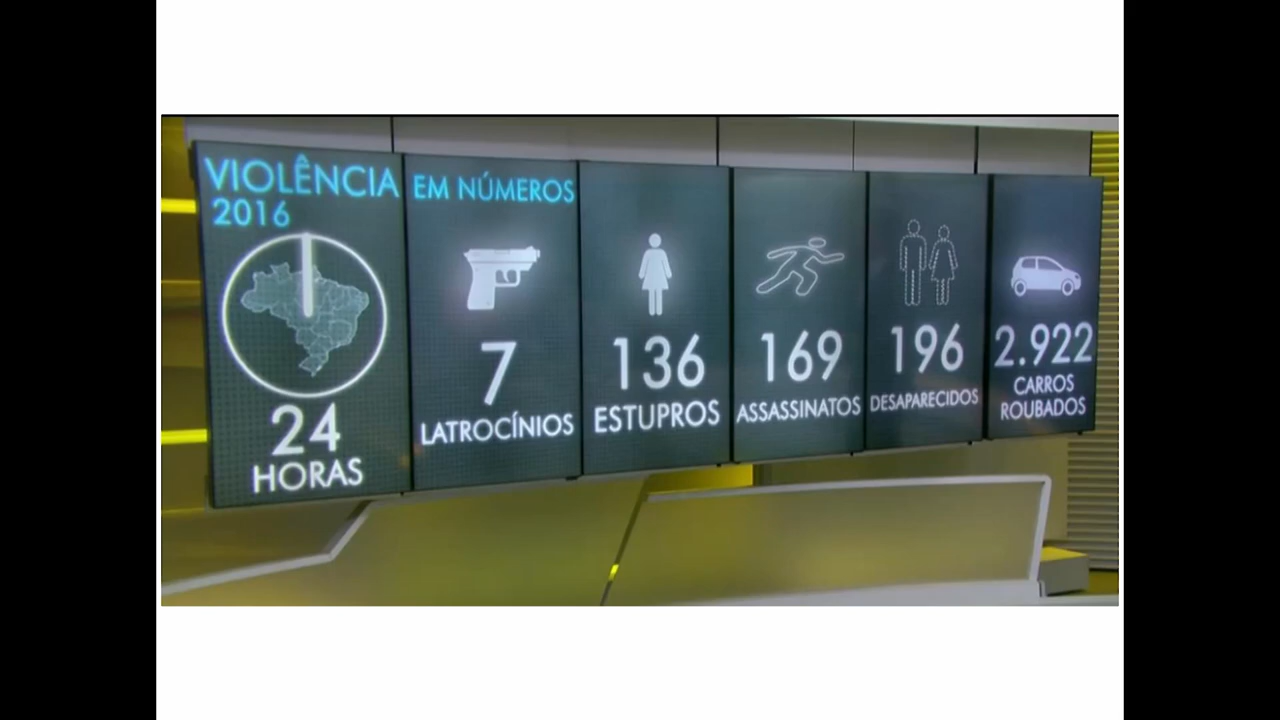 VIOLÊNCIA
2016
24
HORAS
EM NÚMEROS
7
LATROCÍNIOS
136
ESTUPROS
169
ASSASSINATOS
196
DESAPARECIDOS
2.922
CARROS
ROUBADOS